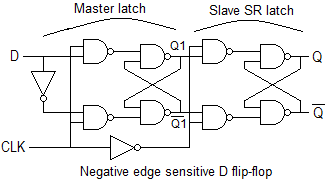 Master latch Slave SR latch
D Q1 Q
Q1 Q
CLK
Negative edge sensitive D flip-flop